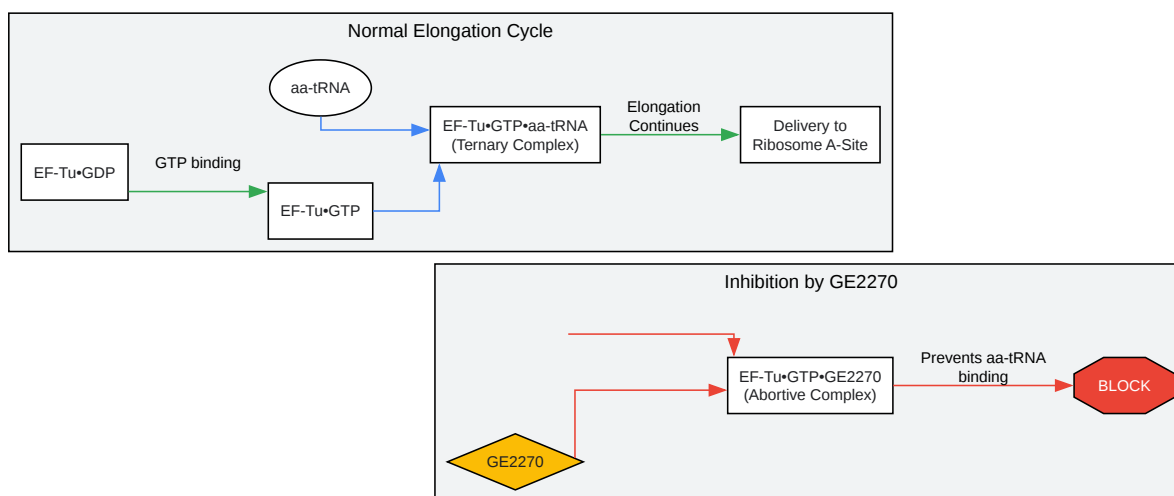 Normal Elongation Cycle
aa-tRNA
EF-Tu•GTP•aa-tRNA
(Ternary Complex)
Elongation
Continues
Delivery to
Ribosome A-Site
EF-Tu•GDP
GTP binding
EF-Tu•GTP
Inhibition by GE2270
EF-Tu•GTP•GE2270
(Abortive Complex)
Prevents aa-tRNA
binding
BLOCK
GE2270